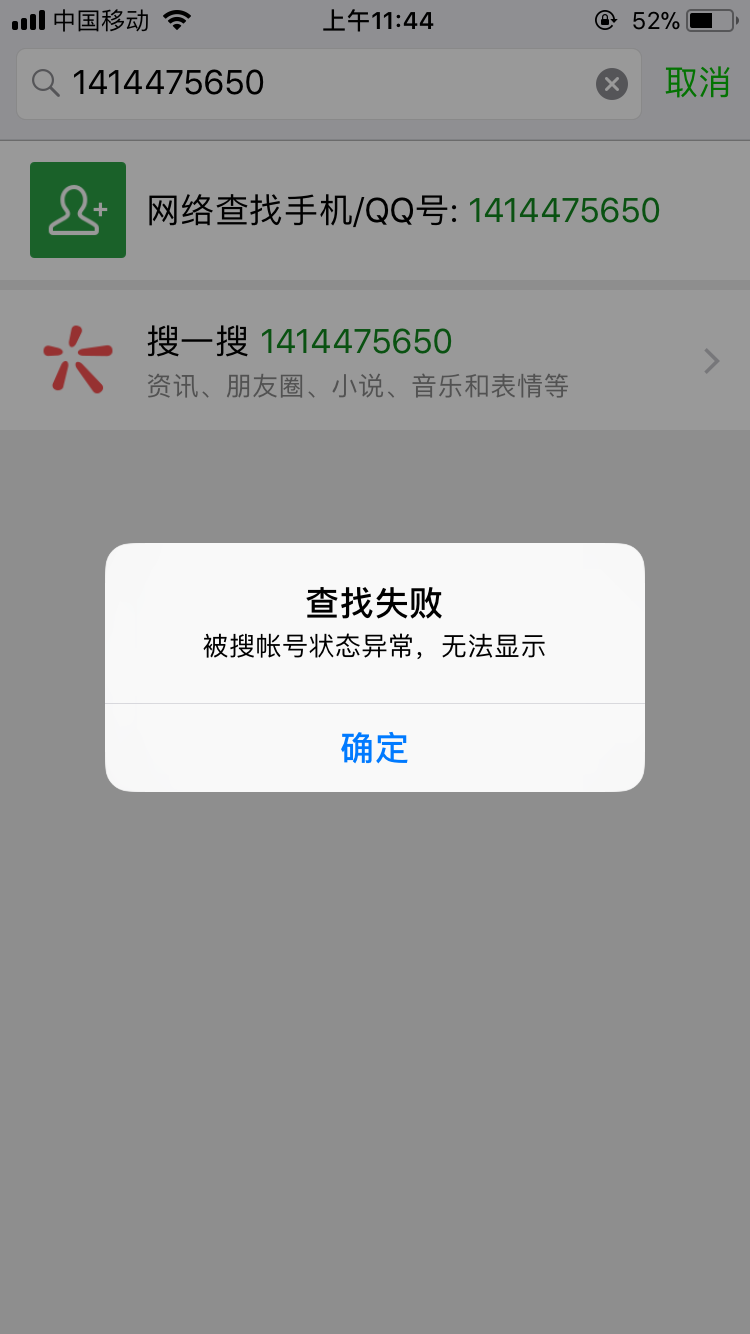 中国移动 上午11:44 52%
1414475650 取消
网络查找手机/QQ号: 1414475650
搜一搜 1414475650
资讯、朋友圈、小说、音乐和表情等
查找失败
被搜帐号状态异常，无法显示
确定